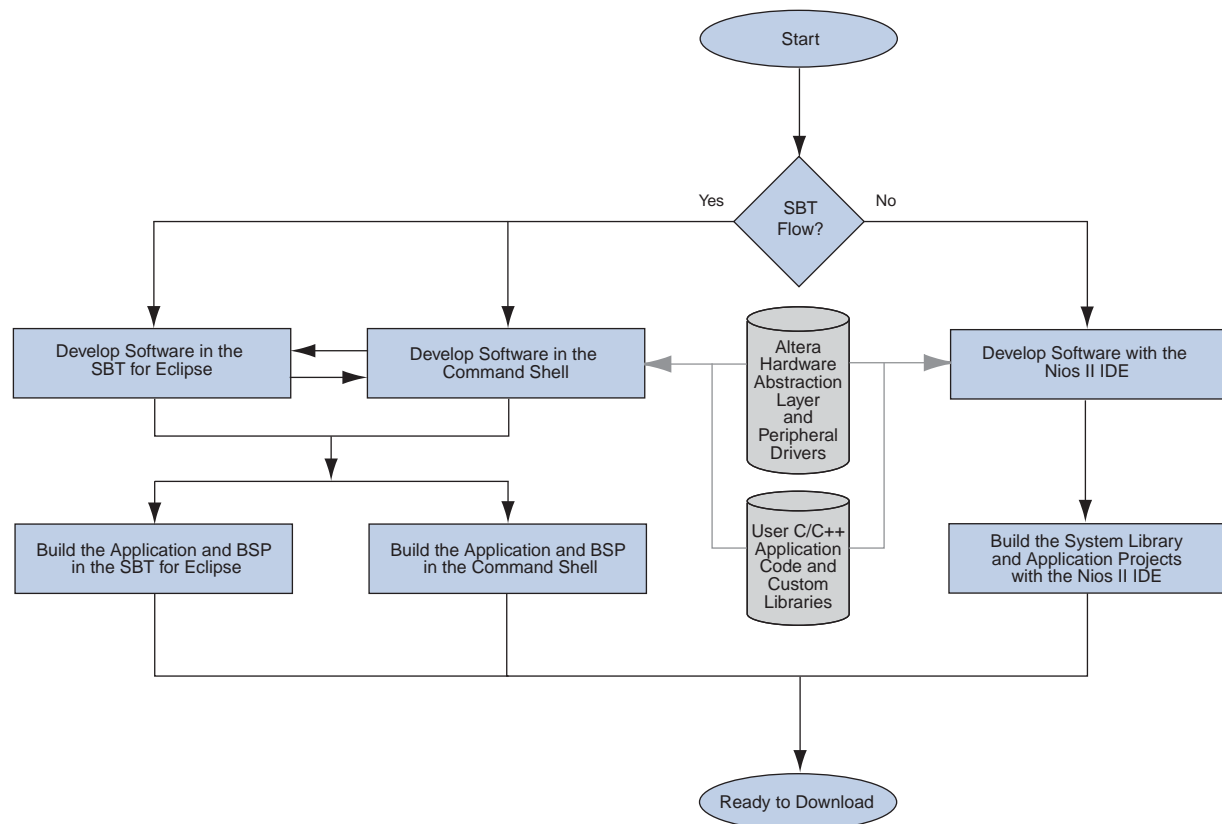 Start
SBT
Flow?
Yes
No
Develop Software in the
SBT for Eclipse
Develop Software in the
Command Shell
Altera
Hardware
Abstraction
Layer
and
Peripheral
Drivers
Develop Software with the
Nios II IDE
Build the Application and BSP
in the SBT for Eclipse
Build the Application and BSP
in the Command Shell
User C/C++
Application
Code and
Custom
Libraries
Build the System Library
and Application Projects
with the Nios II IDE
Ready to Download